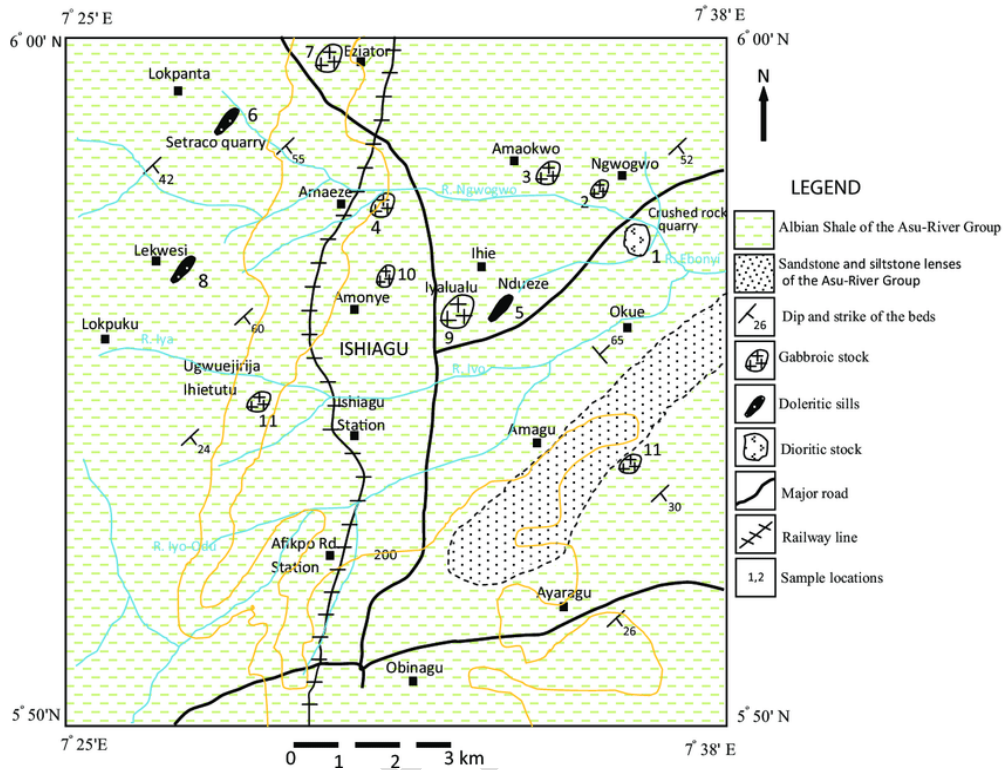 7° 25' E
7° 38' E
6° 00' N
6° 00' N
7
Eziator
Lokpanta
N
6
Setraco quarry
55
52
42
Amaokwo
3
Ngwogwo
2
LEGEND
R. Ngwogwo
Amaeze
4
Crushed rock
quarry
1
Albian Shale of the Asu-River Group
Lekwesi
8
Ihie
R. Ebonyi
10
Iyalualu
Ndueze
Sandstone and siltstone lenses
of the Asu-River Group
Amonye
9
5
Okue
60
26
Dip and strike of the beds
Lokpuku
R. Iya
ISHIAGU
65
Gabbroic stock
Ugwuejirija
Ihietutu
R. Ivo
11
Doleritic sills
Ishiagu
Station
24
Amagu
11
Dioritic stock
30
Major road
R. Iyo-Odu
Afikpo Rd
Station
200
Railway line
1,2
Sample locations
Ayaragu
26
Obinagu
5° 50' N
5° 50' N
7° 25'E
7° 38' E
0
1
2
3 km